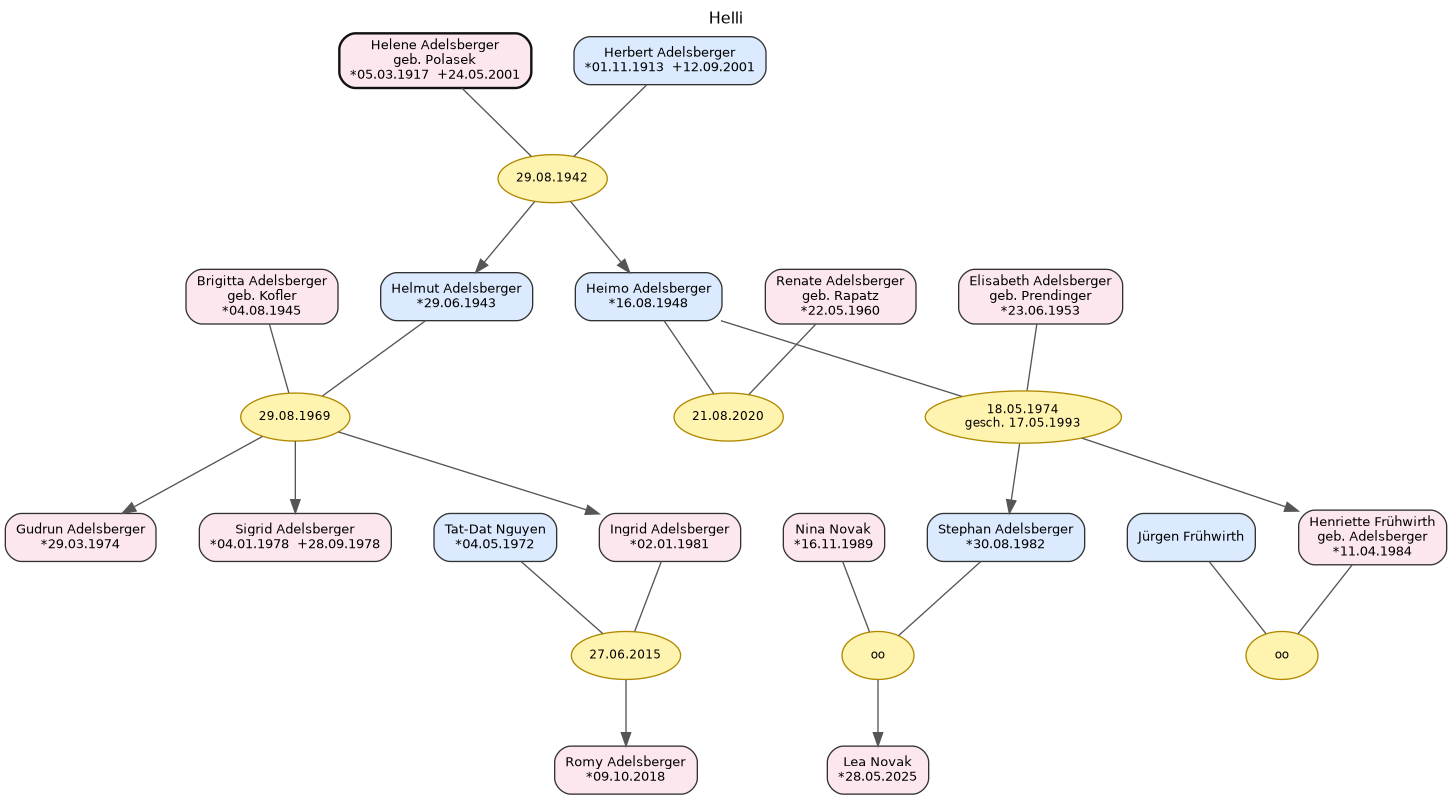 Helli
Helene Adelsberger
geb. Polasek
*05.03.1917  +24.05.2001
Herbert Adelsberger
*01.11.1913  +12.09.2001
29.08.1942
Brigitta Adelsberger
geb. Kofler
*04.08.1945
Helmut Adelsberger
*29.06.1943
Heimo Adelsberger
*16.08.1948
Renate Adelsberger
geb. Rapatz
*22.05.1960
Elisabeth Adelsberger
geb. Prendinger
*23.06.1953
29.08.1969
21.08.2020
18.05.1974
gesch. 17.05.1993
Gudrun Adelsberger
*29.03.1974
Sigrid Adelsberger
*04.01.1978  +28.09.1978
Tat-Dat Nguyen
*04.05.1972
Ingrid Adelsberger
*02.01.1981
Nina Novak
*16.11.1989
Stephan Adelsberger
*30.08.1982
Jürgen Frühwirth
Henriette Frühwirth
geb. Adelsberger
*11.04.1984
27.06.2015
oo
oo
Romy Adelsberger
*09.10.2018
Lea Novak
*28.05.2025